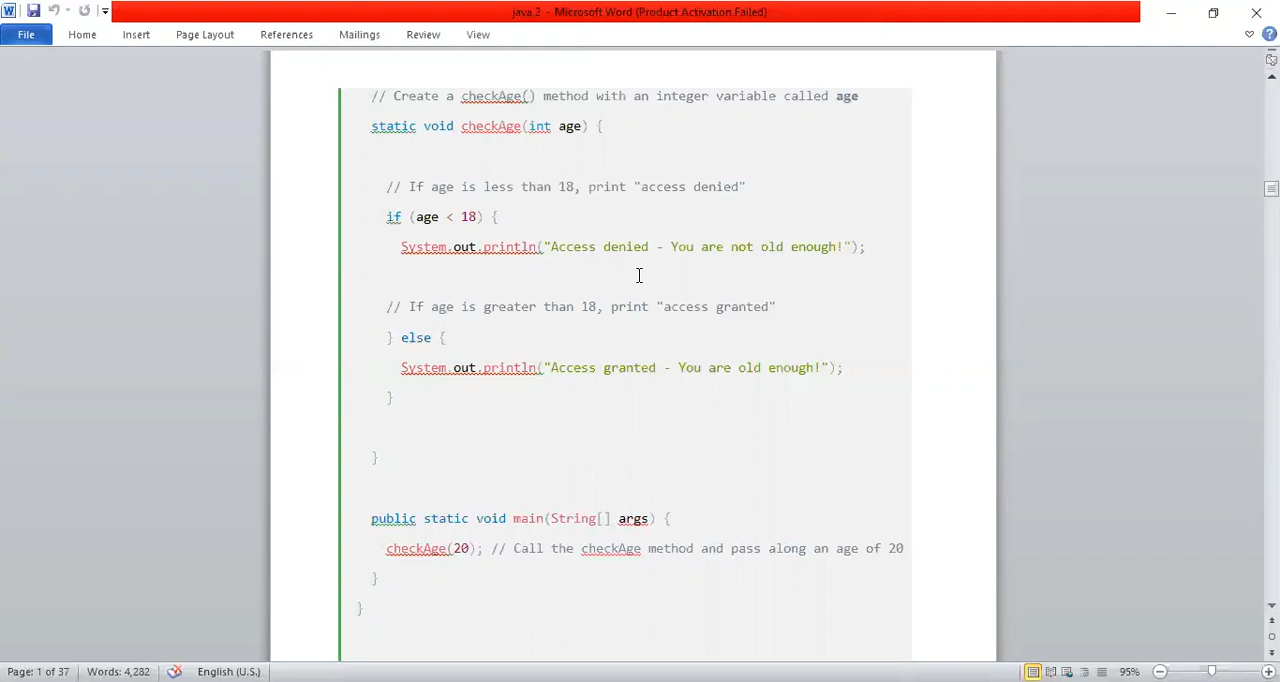 java 2 - Microsoft Word (Product Activation Failed)
File Home Insert Page Layout References Mailings Review View
// Create a checkAge() method with an integer variable called age
static void checkAge(int age) {
// If age is less than 18, print "access denied"
if (age < 18) {
System.out.println("Access denied - You are not old enough!");
// If age is greater than 18, print "access granted"
} else {
System.out.println("Access granted - You are old enough!");
}
}
public static void main(String[] args) {
checkAge(20); // Call the checkAge method and pass along an age of 20
}
}
Page: 1 of 37 Words: 4,282 English (U.S.) 95%